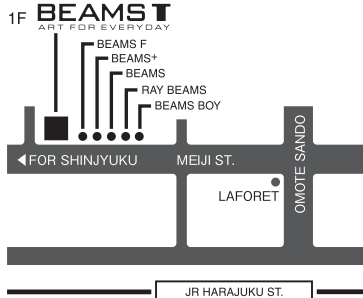 1F BEAMS T
ART FOR EVERYDAY
BEAMS F
BEAMS+
BEAMS
RAY BEAMS
BEAMS BOY
FOR SHINJYUKU
MEIJI ST.
OMOTE SANDO
LAFORET
JR HARAJUKU ST.